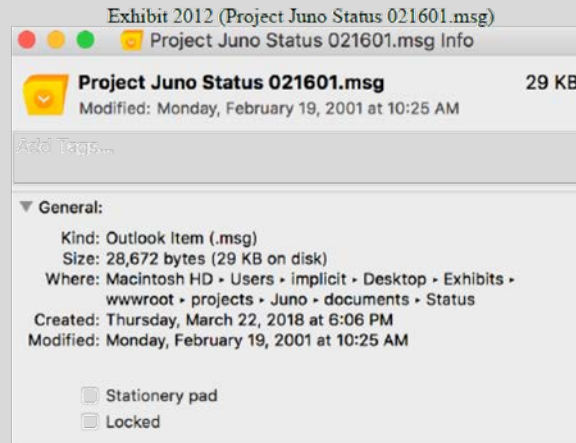 Exhibit 2012 (Project Juno Status 021601.msg)
Project Juno Status 021601.msg Info
Project Juno Status 021601.msg 29 KB
Modified: Monday, February 19, 2001 at 10:25 AM
Add Tags...
General:
Kind: Outlook Item (.msg)
Size: 28,672 bytes (29 KB on disk)
Where: Macintosh HD ▸ Users ▸ implicit ▸ Desktop ▸ Exhibits ▸
wwwroot ▸ projects ▸ Juno ▸ documents ▸ Status
Created: Thursday, March 22, 2018 at 6:06 PM
Modified: Monday, February 19, 2001 at 10:25 AM
Stationery pad
Locked